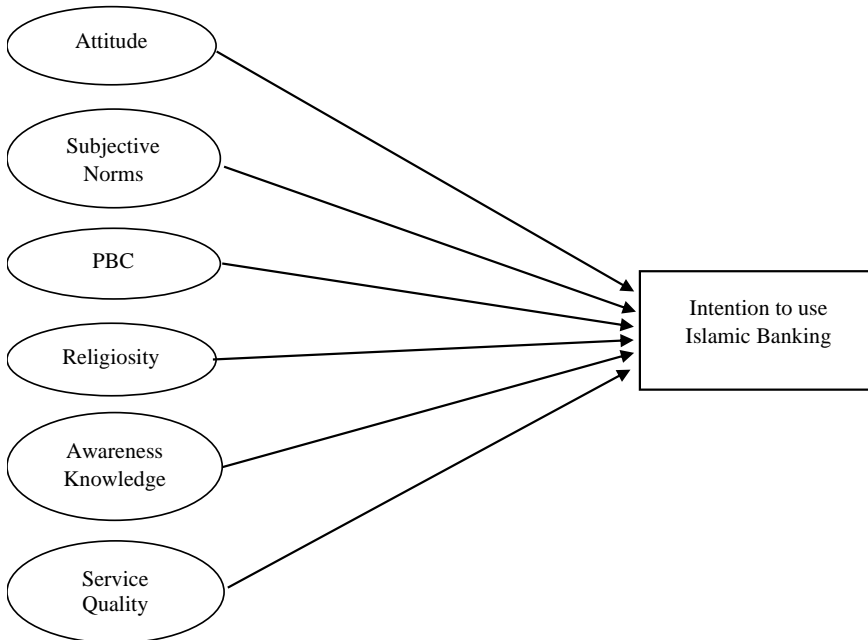 Attitude
Subjective
Norms
PBC
Religiosity
Awareness
Knowledge
Service
Quality
Intention to use
Islamic Banking